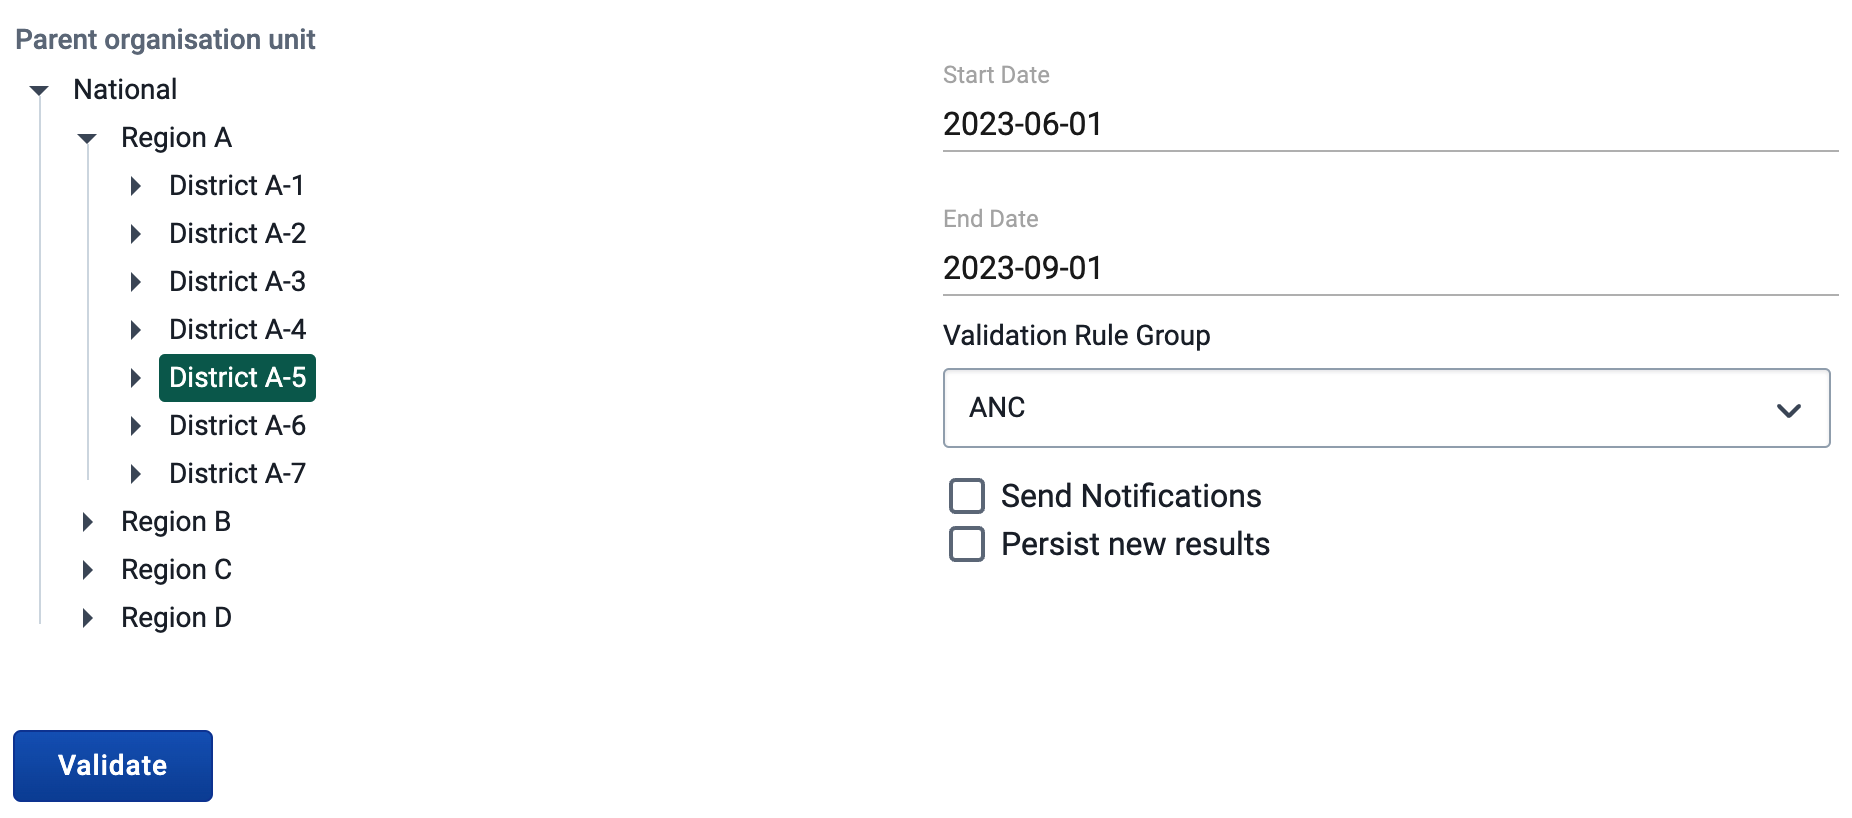 Parent organisation unit
National
Region A
District A-1
District A-2
District A-3
District A-4
District A-5
District A-6
District A-7
Region B
Region C
Region D
Validate
Start Date
2023-06-01
End Date
2023-09-01
Validation Rule Group
ANC
Send Notifications
Persist new results